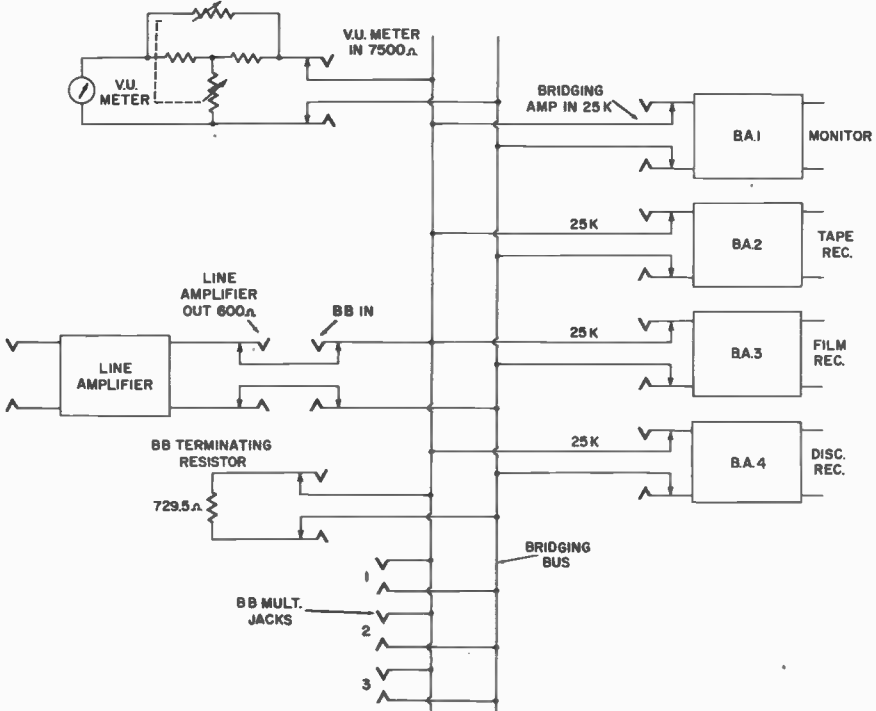 V.U. METER
IN 7500Ω
V.U.
METER
BRIDGING
AMP IN 25 K
B.A.1
MONITOR
25K
B.A.2
TAPE
REC.
LINE
AMPLIFIER
OUT 600Ω
BB IN
LINE
AMPLIFIER
25K
B.A.3
FILM
REC.
BB TERMINATING
RESISTOR
729.5Ω
25K
B.A.4
DISC.
REC.
BRIDGING
BUS
1
BB MULT.
JACKS
2
3